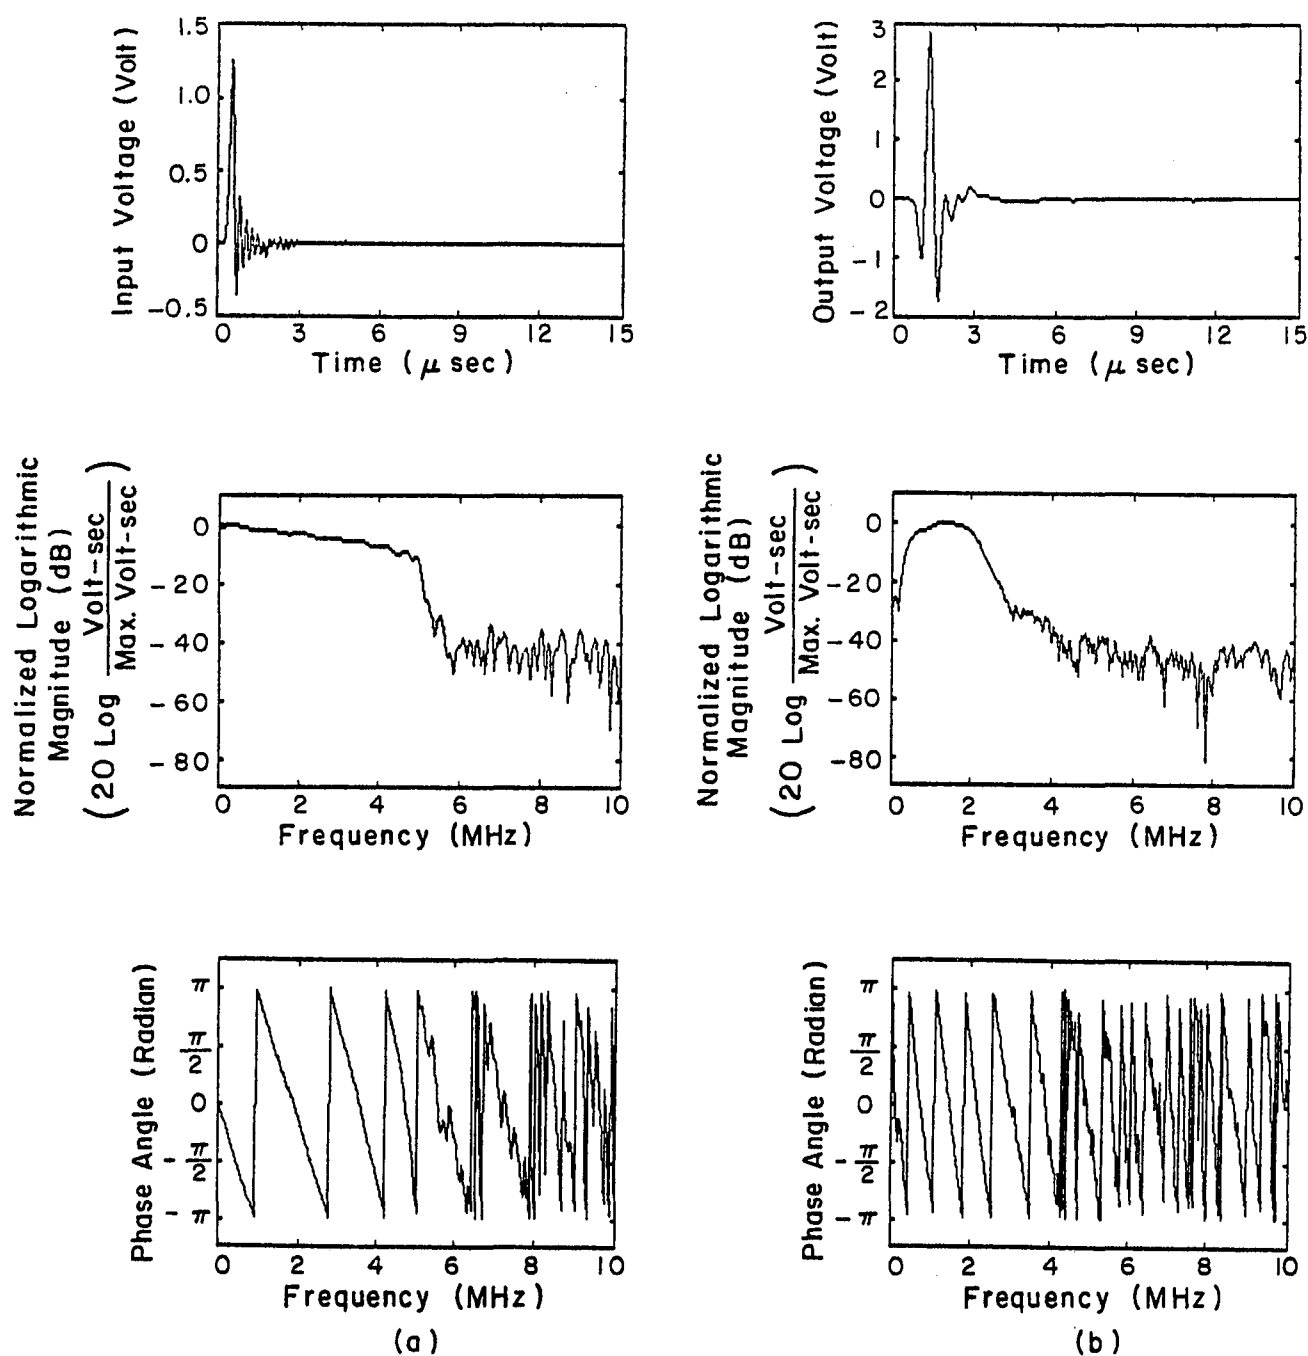 1.5
1.0
0.5
0
-0.5
Input Voltage (Volt)
0 3 6 9 12 15
Time (μ sec)
3
2
1
0
-1
-2
Output Voltage (Volt)
0 3 6 9 12 15
Time (μ sec)
Normalized Logarithmic
Magnitude (dB)
(20 Log Volt-sec / Max. Volt-sec)
0
-20
-40
-60
-80
0 2 4 6 8 10
Frequency (MHz)
Normalized Logarithmic
Magnitude (dB)
(20 Log Volt-sec / Max. Volt-sec)
0
-20
-40
-60
-80
0 2 4 6 8 10
Frequency (MHz)
Phase Angle (Radian)
π
π/2
0
-π/2
-π
0 2 4 6 8 10
Frequency (MHz)
(a)
Phase Angle (Radian)
π
π/2
0
-π/2
-π
0 2 4 6 8 10
Frequency (MHz)
(b)